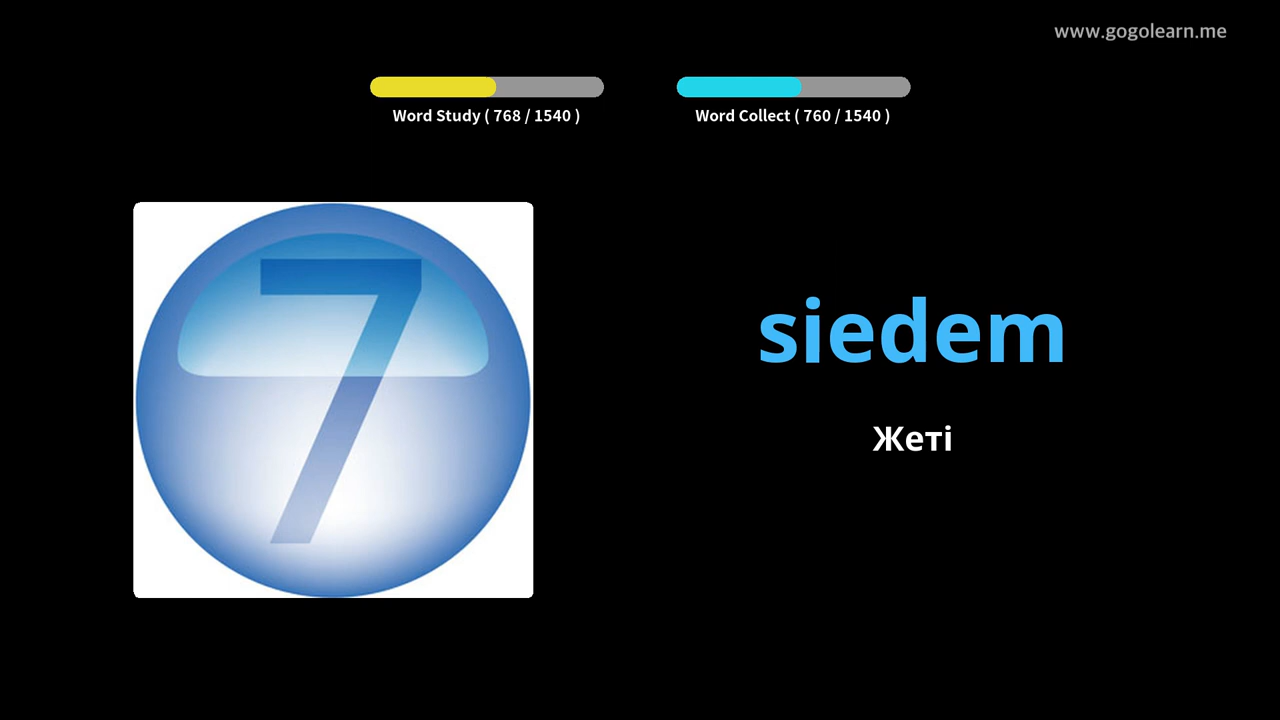 www.gogolearn.me
Word Study ( 768 / 1540 )
Word Collect ( 760 / 1540 )
7
siedem
Жеті